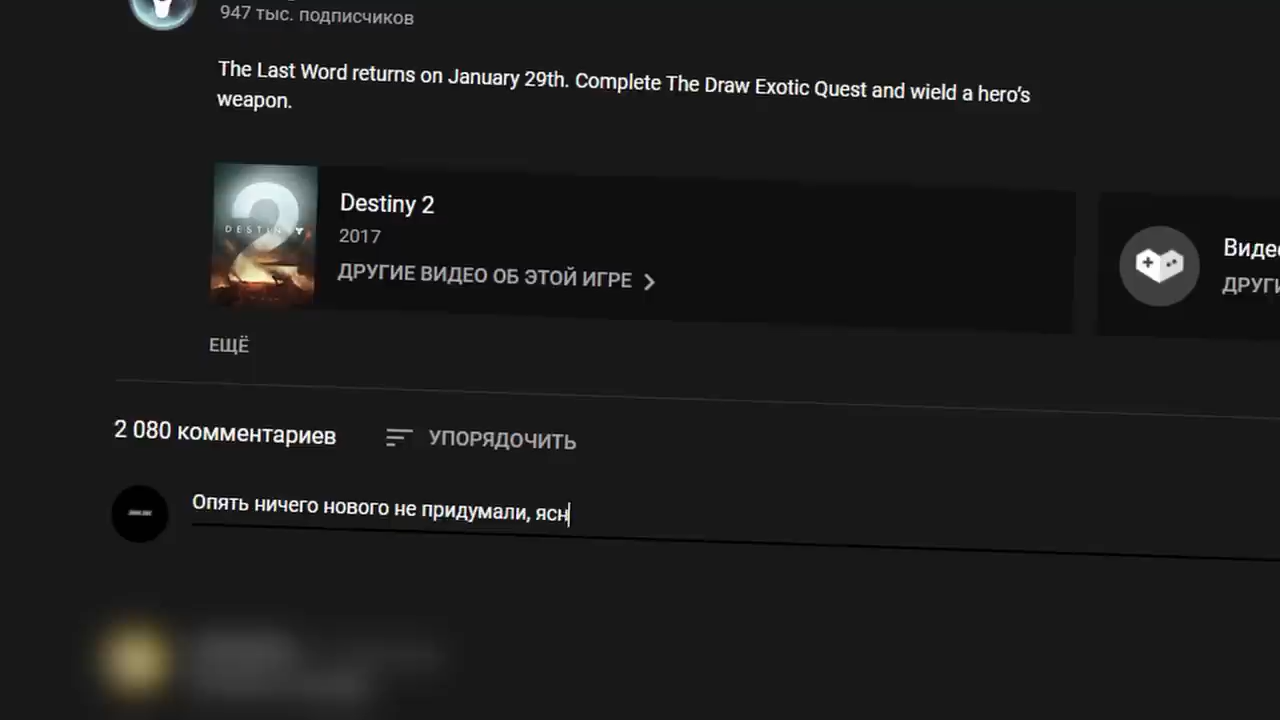 947 тыс. подписчиков
The Last Word returns on January 29th. Complete The Draw Exotic Quest and wield a hero's
weapon.
DESTINY
2
Destiny 2
2017
ДРУГИЕ ВИДЕО ОБ ЭТОЙ ИГРЕ
Виде
ДРУГИ
ЕЩЁ
2 080 комментариев
УПОРЯДОЧИТЬ
Опять ничего нового не придумали, ясн